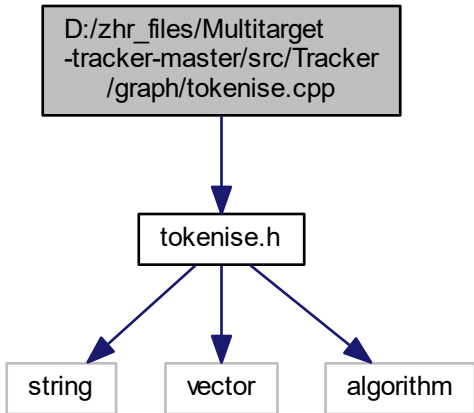 D:/zhr_files/Multitarget
-tracker-master/src/Tracker
/graph/tokenise.cpp
tokenise.h
string
vector
algorithm